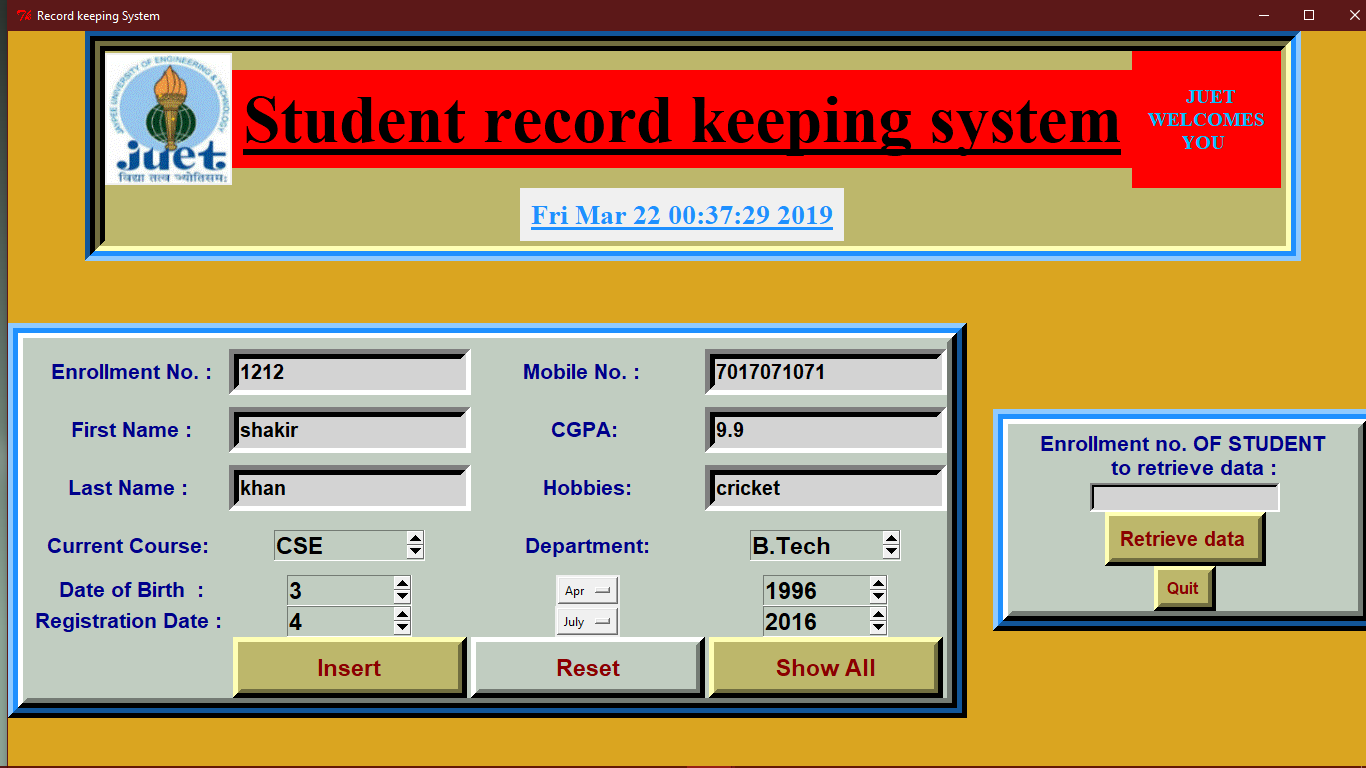 Record keeping System
JAYPEE UNIVERSITY OF ENGINEERING & TECHNOLOGY
juet
विद्या तत्व ज्योतिसमः
Student record keeping system
JUET
WELCOMES
YOU
Fri Mar 22 00:37:29 2019
Enrollment No. : 1212 Mobile No. : 7017071071
First Name : shakir CGPA: 9.9
Last Name : khan Hobbies: cricket
Current Course: CSE Department: B.Tech
Date of Birth : 3 Apr 1996
Registration Date : 4 July 2016
Insert Reset Show All
Enrollment no. OF STUDENT
to retrieve data :
Retrieve data
Quit